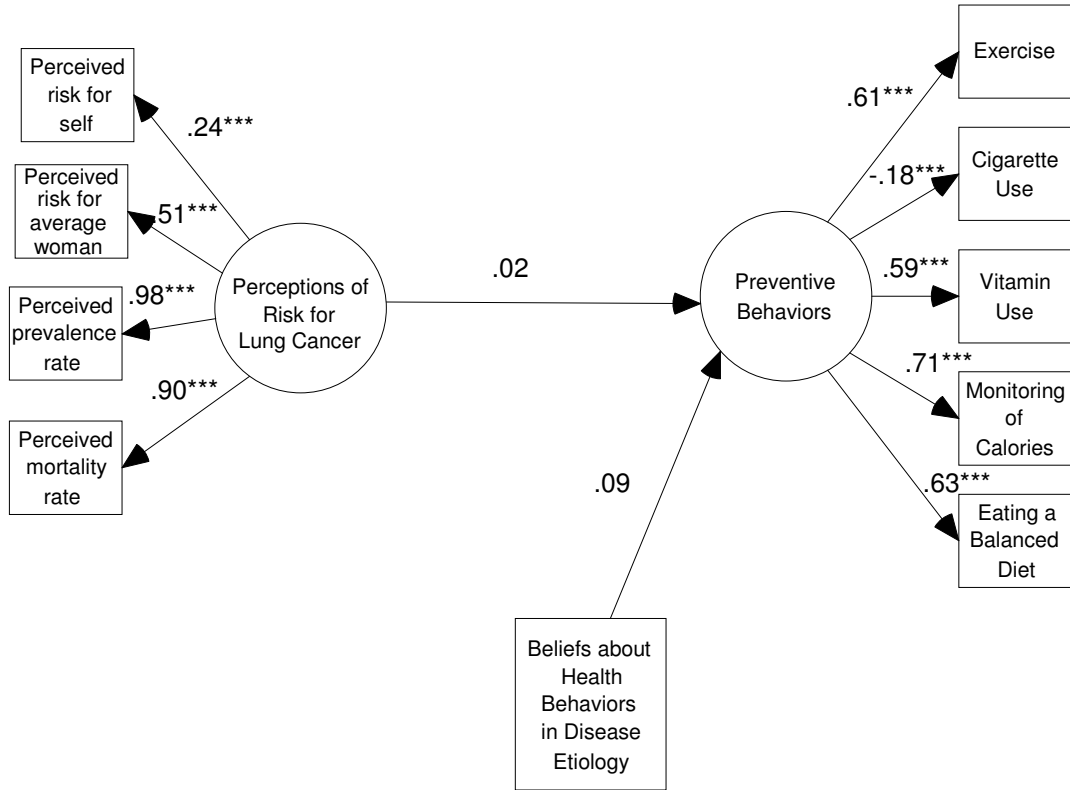 Perceived
risk for
self
.24***
Perceived
risk for
average
woman
.51***
Perceived
prevalence
rate
.98***
Perceived
mortality
rate
.90***
Perceptions of
Risk for
Lung Cancer
.02
Preventive
Behaviors
.09
Beliefs about
Health
Behaviors
in Disease
Etiology
.61***
Exercise
-.18***
Cigarette
Use
.59***
Vitamin
Use
.71***
Monitoring
of
Calories
.63***
Eating a
Balanced
Diet